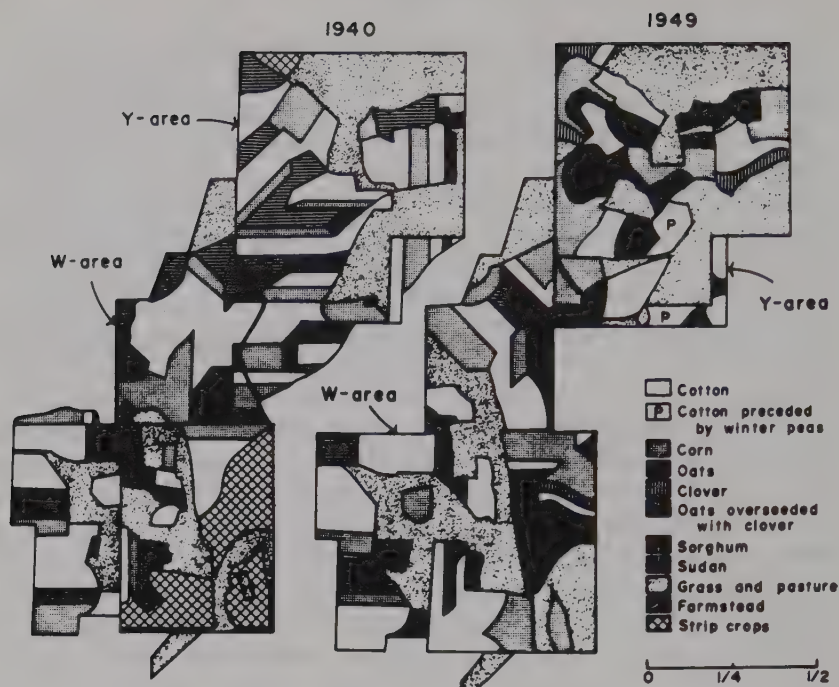 1940
1949
Y-area
W-area
Y-area
W-area
Cotton
P Cotton preceded
by winter peas
Corn
Oats
Clover
Oats overseeded
with clover
Sorghum
Sudan
Grass and pasture
Farmstead
Strip crops
P
P
0 1/4 1/2